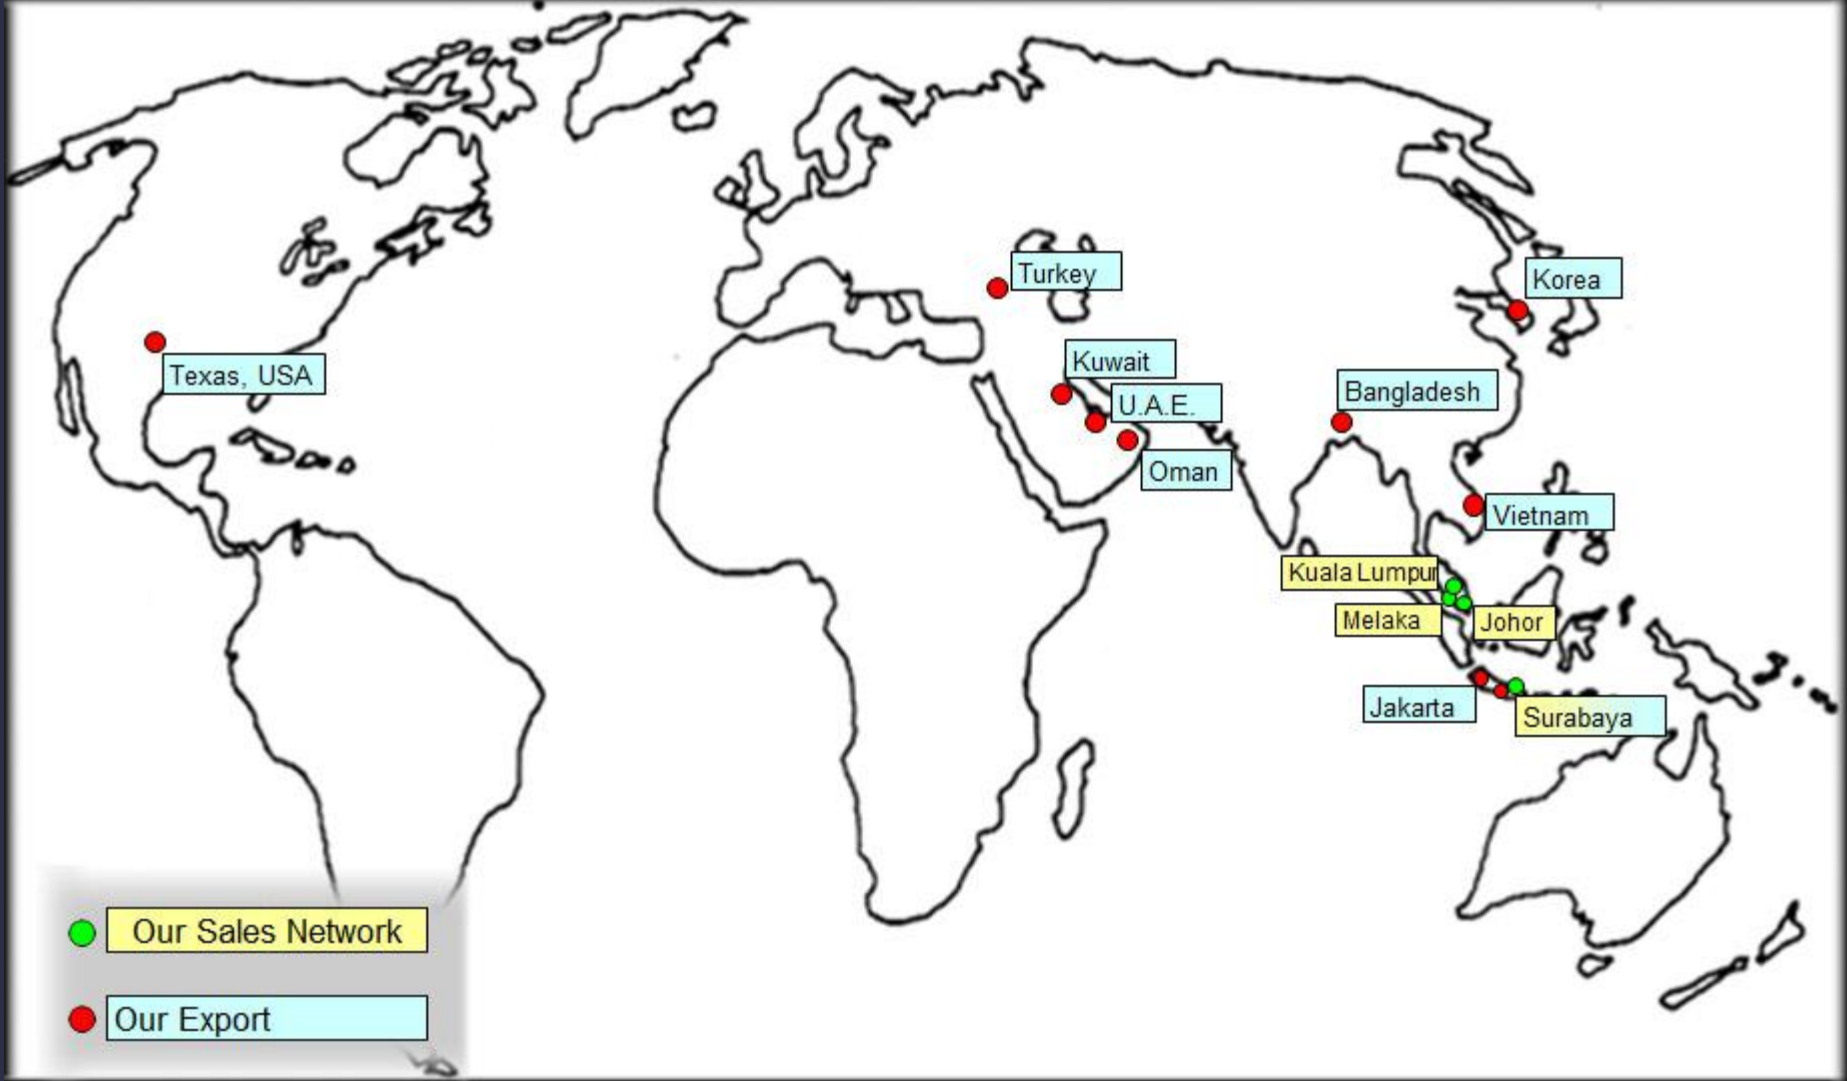 Turkey
Korea
Kuwait
Texas, USA
Bangladesh
U.A.E.
Oman
Vietnam
Kuala Lumpur
Melaka
Johor
Jakarta
Surabaya
Our Sales Network
Our Export